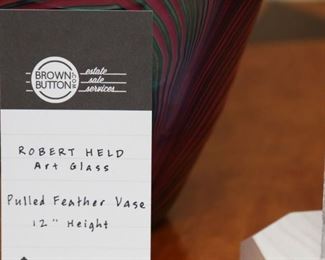 BROWN
BUTTON
.COM
estate
sale
services
ROBERT HELD
Art Glass
Pulled Feather Vase
12" Height